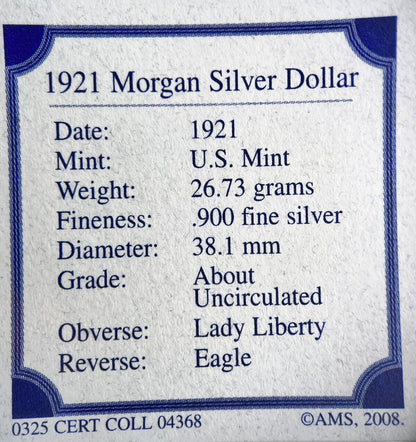 1921 Morgan Silver Dollar
Date: 1921
Mint: U.S. Mint
Weight: 26.73 grams
Fineness: .900 fine silver
Diameter: 38.1 mm
Grade: About
Uncirculated
Obverse: Lady Liberty
Reverse: Eagle
0325 CERT COLL 04368 ©AMS, 2008.